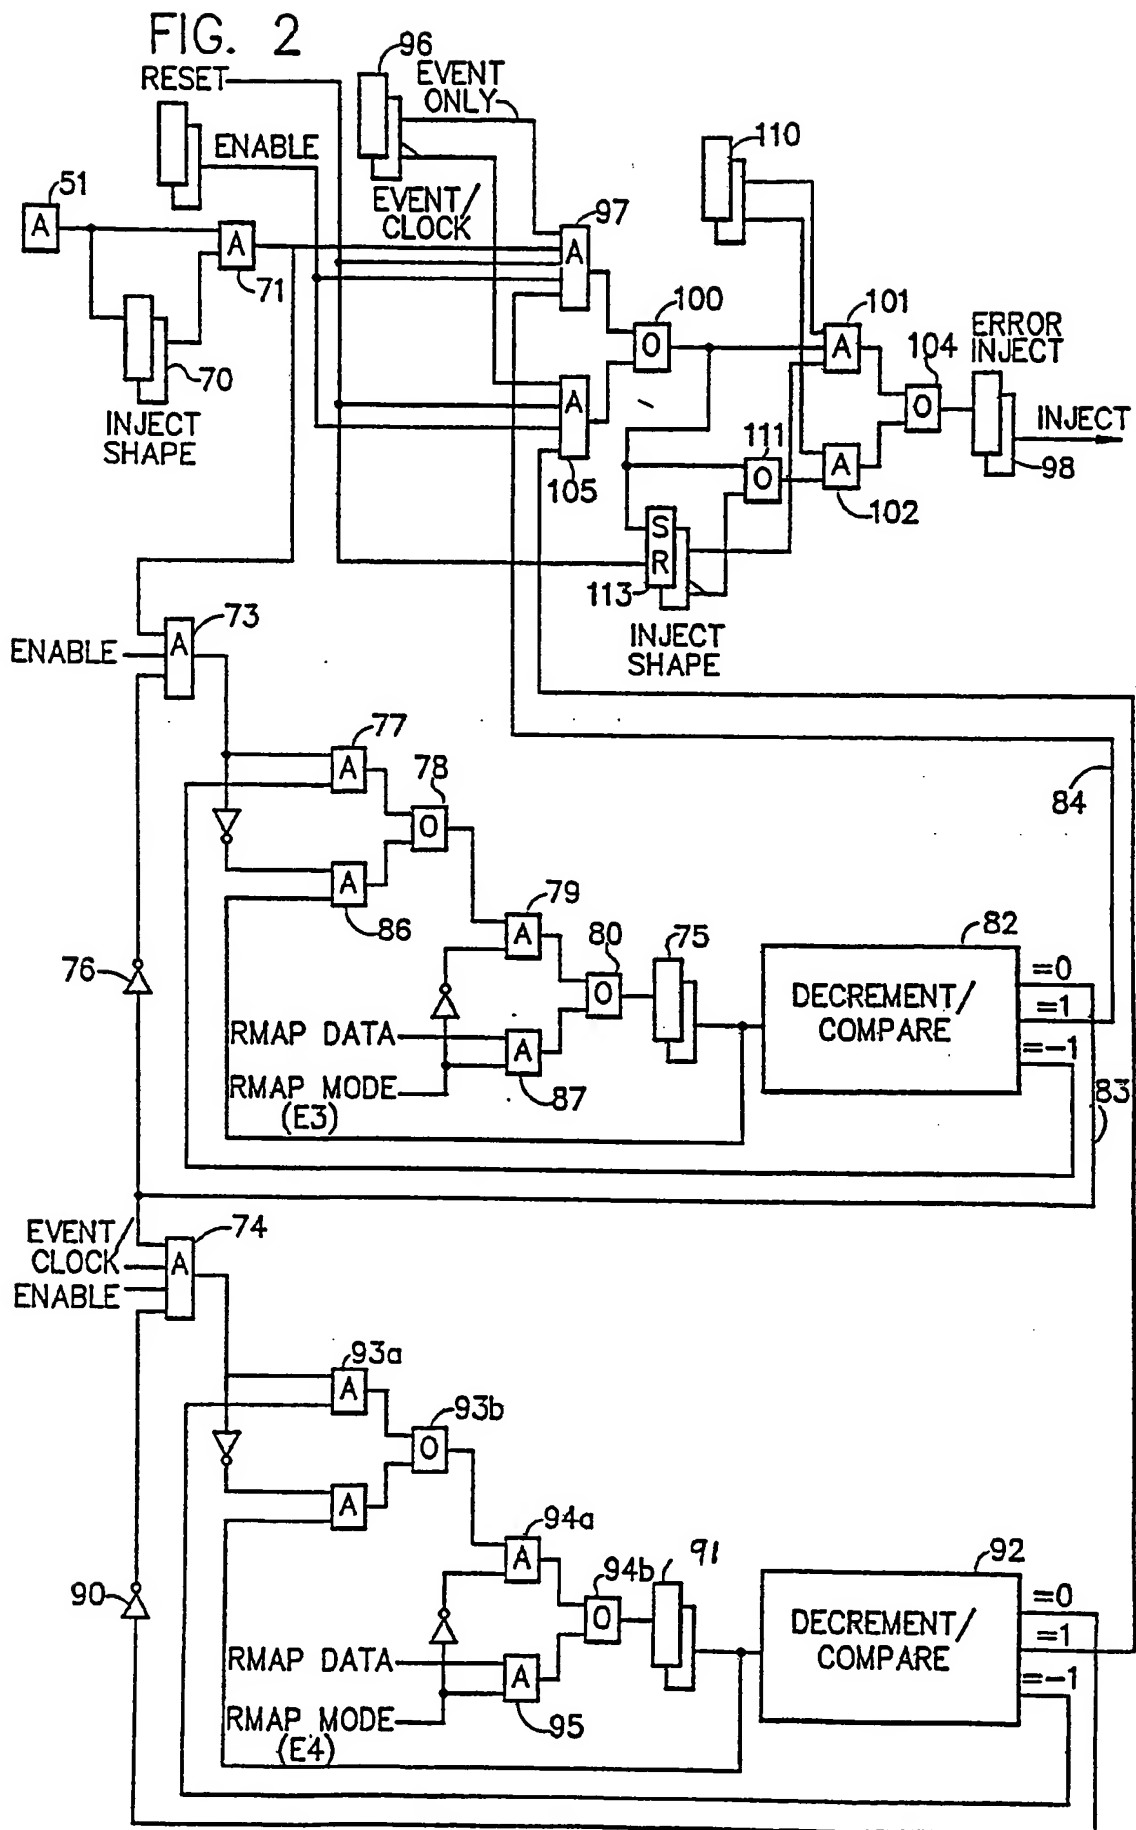 FIG. 2
RESET
96
EVENT
ONLY
ENABLE
110
51
A
EVENT/
CLOCK
97
A
A
71
100
O
101
A
ERROR
INJECT
104
O
INJECT
70
INJECT
SHAPE
A
105
111
O
A
102
98
S
R
113
INJECT
SHAPE
73
ENABLE
A
77
A
78
O
84
A
86
79
A
80
O
75
82
DECREMENT/
COMPARE
=0
=1
=-1
76
RMAP DATA
RMAP MODE
(E3)
A
87
83
EVENT/
CLOCK
ENABLE
74
A
93a
A
93b
O
A
94a
A
94b
O
91
92
DECREMENT/
COMPARE
=0
=1
=-1
90
RMAP DATA
RMAP MODE
(E4)
A
95